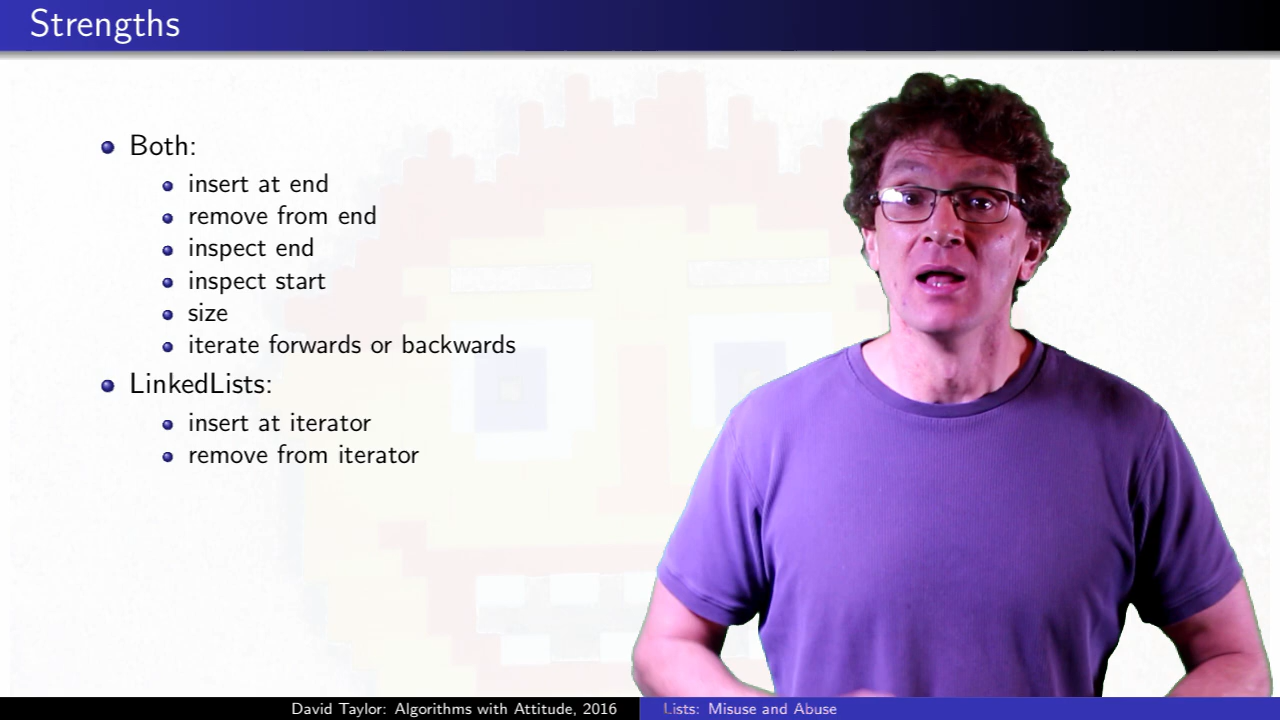 Strengths
Both:
insert at end
remove from end
inspect end
inspect start
size
iterate forwards or backwards
LinkedLists:
insert at iterator
remove from iterator
David Taylor: Algorithms with Attitude, 2016
Lists: Misuse and Abuse